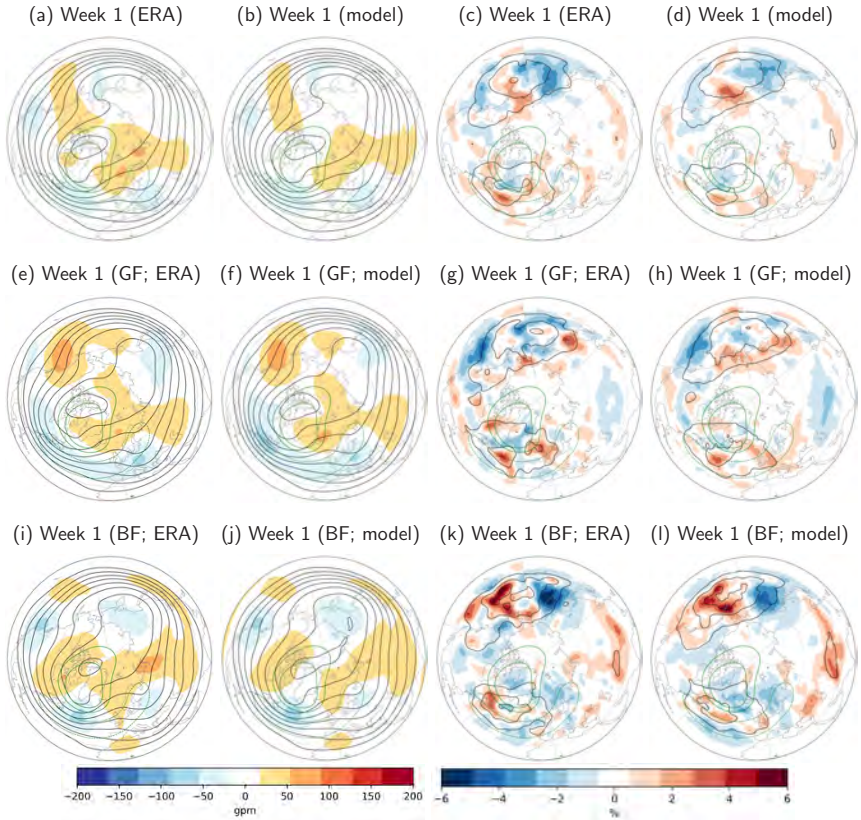 (a) Week 1 (ERA) (b) Week 1 (model) (c) Week 1 (ERA) (d) Week 1 (model)
(e) Week 1 (GF; ERA) (f) Week 1 (GF; model) (g) Week 1 (GF; ERA) (h) Week 1 (GF; model)
(i) Week 1 (BF; ERA) (j) Week 1 (BF; model) (k) Week 1 (BF; ERA) (l) Week 1 (BF; model)
−200 −150 −100 −50 0 50 100 150 200 −6 −4 −2 0 2 4 6
gpm %